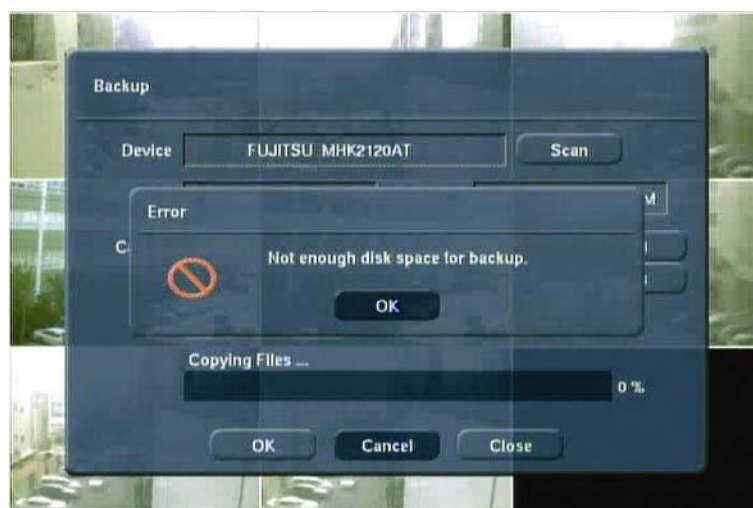 Backup
Device
FUJITSU MHK2120AT
Scan
M
Error
Not enough disk space for backup.
OK
Copying Files ...
0 %
OK
Cancel
Close